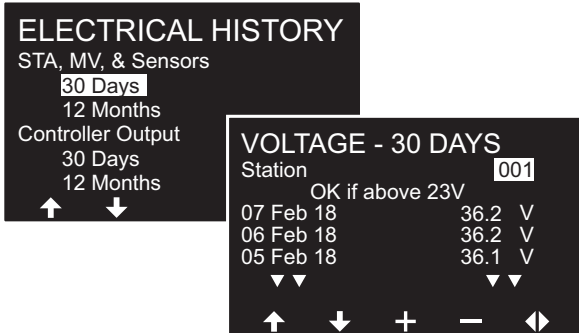 ELECTRICAL HISTORY
STA, MV, & Sensors
30 Days
12 Months
Controller Output
30 Days
12 Months
VOLTAGE - 30 DAYS
Station 001
OK if above 23V
07 Feb 18 36.2 V
06 Feb 18 36.2 V
05 Feb 18 36.1 V